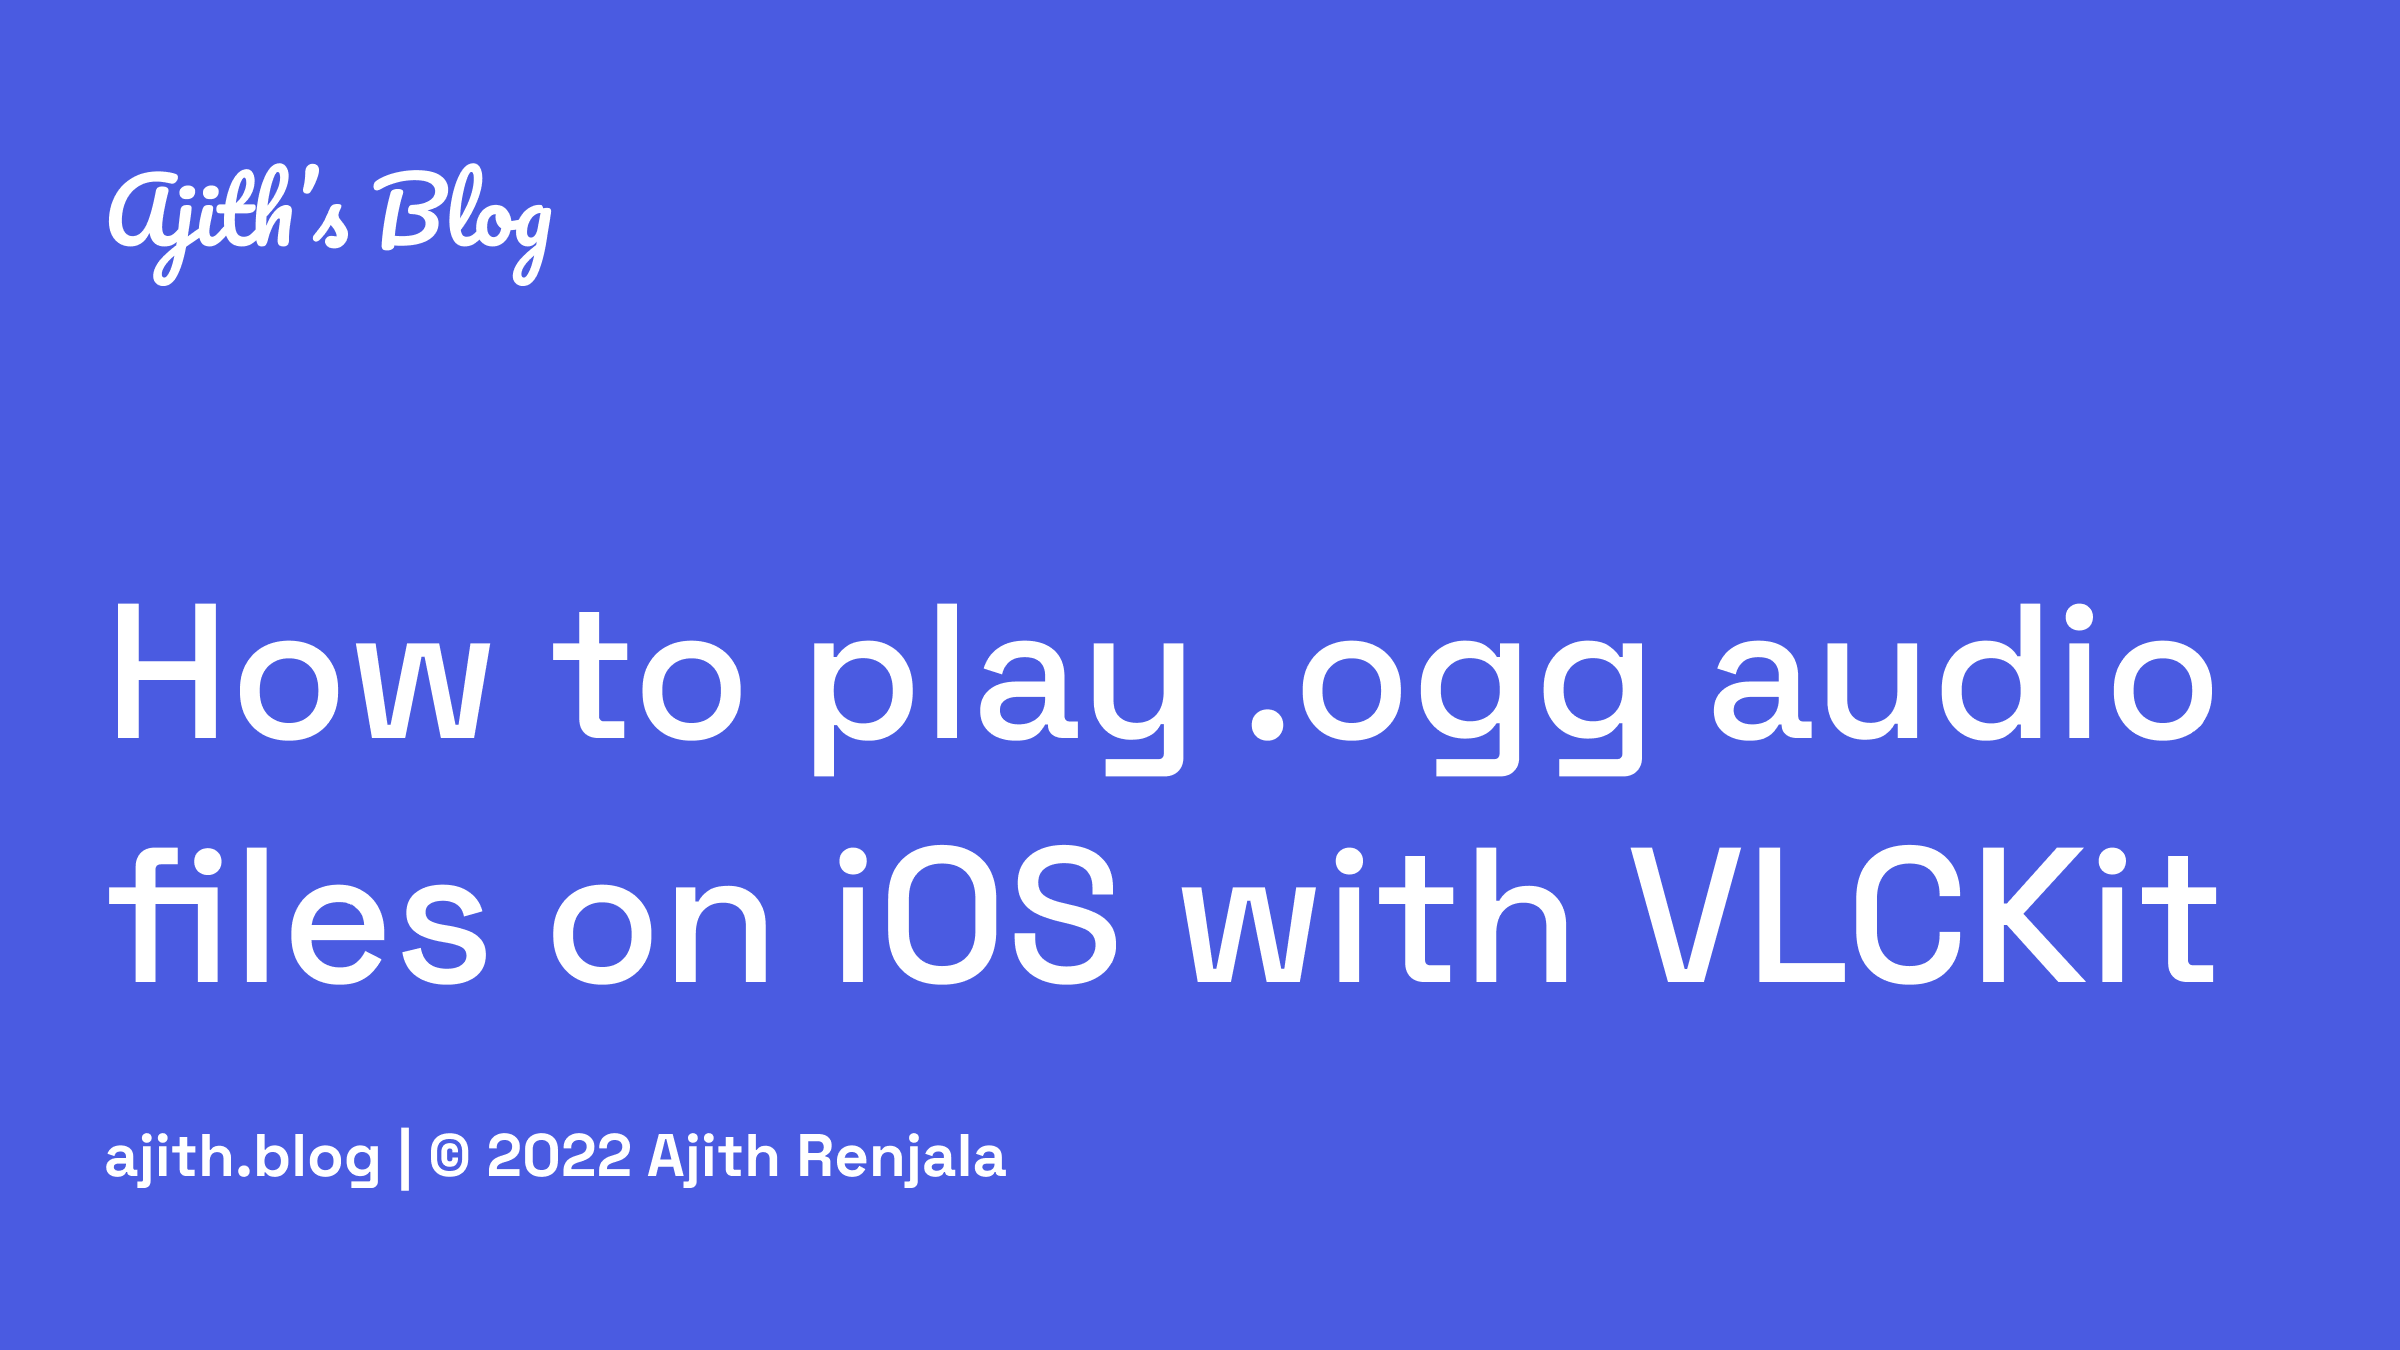 Ajith's Blog
How to play .ogg audio
files on iOS with VLCKit
ajith.blog | © 2022 Ajith Renjala